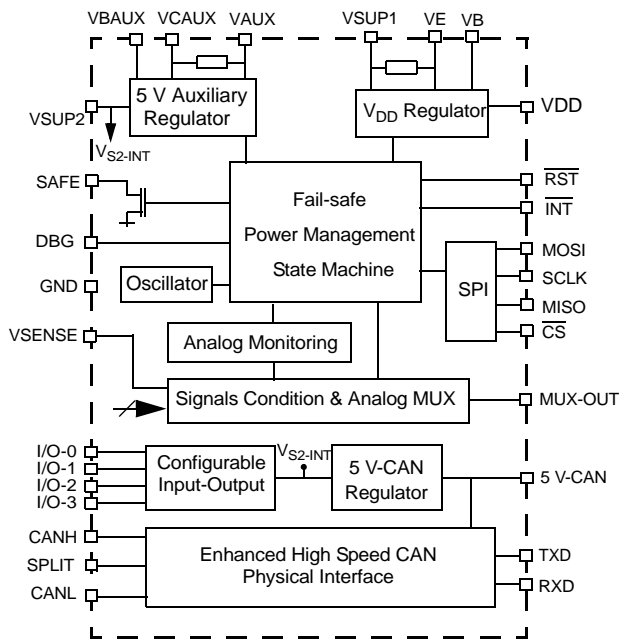 VBAUX VCAUX VAUX VSUP1 VE VB
5 V Auxiliary
Regulator
VDD Regulator
VDD
VSUP2
VS2-INT
SAFE
Fail-safe
Power Management
State Machine
RST
INT
DBG
MOSI
SCLK
MISO
CS
SPI
GND
Oscillator
VSENSE
Analog Monitoring
Signals Condition & Analog MUX
MUX-OUT
I/O-0
I/O-1
I/O-2
I/O-3
Configurable
Input-Output
VS2-INT
5 V-CAN
Regulator
5 V-CAN
CANH
SPLIT
CANL
Enhanced High Speed CAN
Physical Interface
TXD
RXD